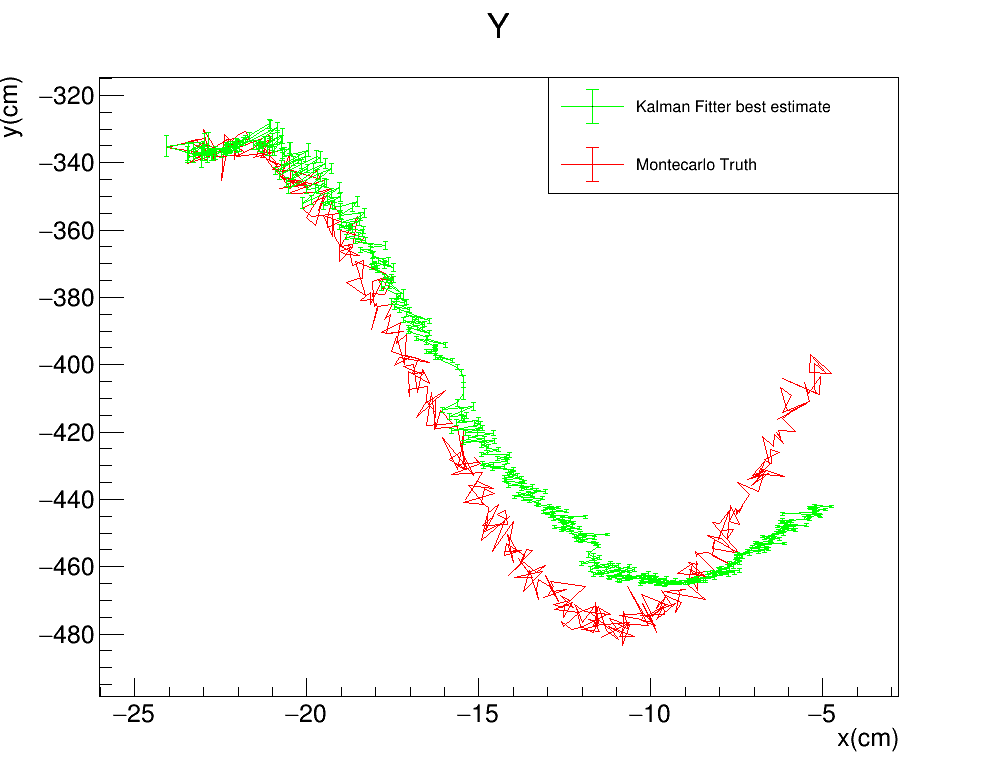 Y
y(cm)
−320
−340
−360
−380
−400
−420
−440
−460
−480
Kalman Fitter best estimate
Montecarlo Truth
−25 −20 −15 −10 −5
x(cm)